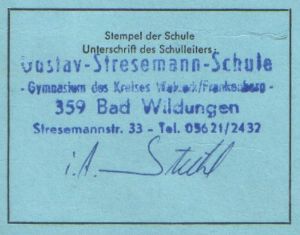 Stempel der Schule
Unterschrift des Schulleiters
Gustav-Stresemann-Schule
- Gymnasium des Kreises Waldeck/Frankenberg -
359 Bad Wildungen
Stresemannstr. 33 - Tel. 05621/2432
i.A.